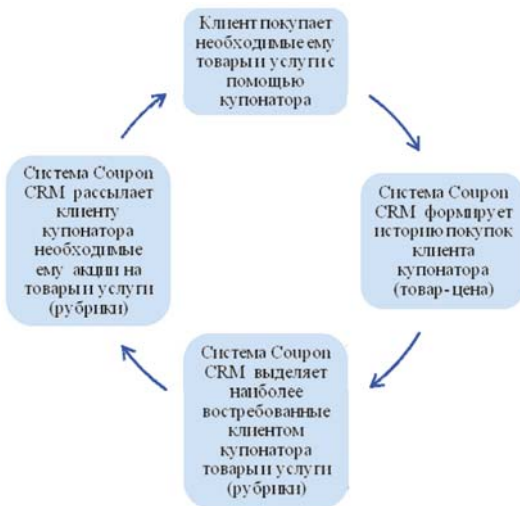 Клиент покупает
необходимые ему
товары и услуги с
помощью
купонатора
Система Coupon
CRM формирует
историю покупок
клиента
купонатора
(товар-цена)
Система Coupon
CRM выделяет
наиболее
востребованные
клиентом
купонатора
товары и услуги
(рубрики)
Система Coupon
CRM рассылает
клиенту
купонатора
необходимые
ему акции на
товары и услуги
(рубрики)